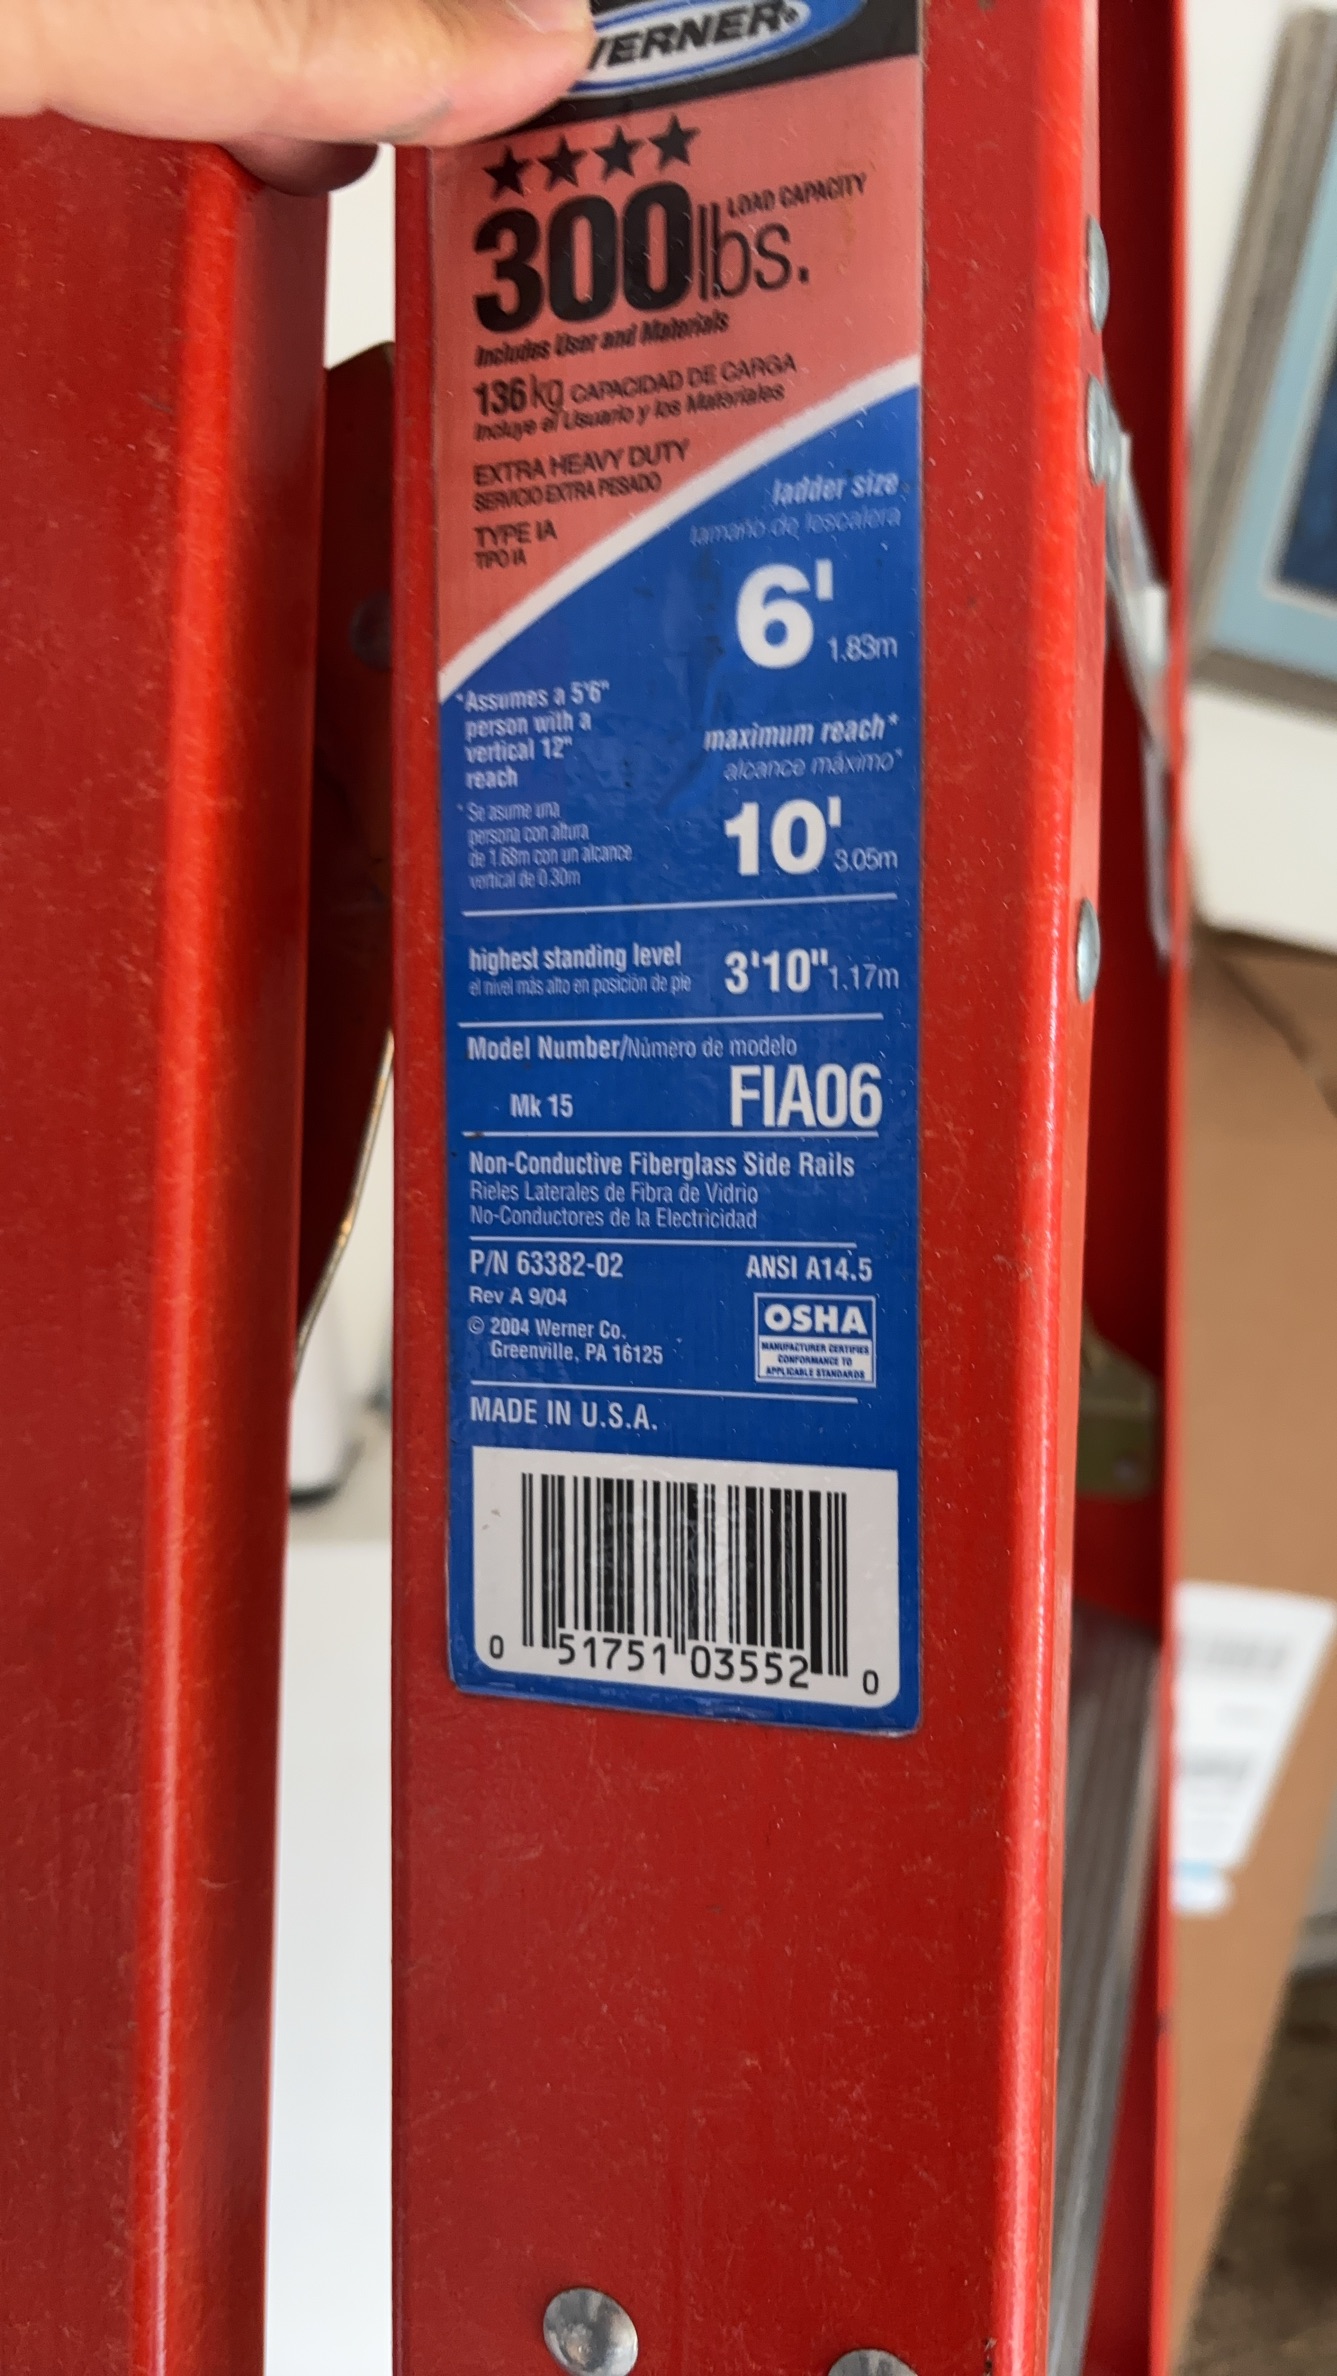 WERNER®
LOAD CAPACITY
300 lbs.
Includes User and Materials
136 kg CAPACIDAD DE CARGA
Incluye el Usuario y los Materiales
EXTRA HEAVY DUTY
SERVICIO EXTRA PESADO
TYPE IA
TIPO IA
ladder size
tamaño de lescalera
6' 1.83m
*Assumes a 5'6"
person with a
vertical 12"
reach
* Se asume una
persona con altura
de 1.68m con un alcance
vertical de 0.30m
maximum reach*
alcance máximo*
10' 3.05m
highest standing level
el nivel más alto en posición de pie
3'10" 1.17m
Model Number/Número de modelo
Mk 15 FIA06
Non-Conductive Fiberglass Side Rails
Rieles Laterales de Fibra de Vidrio
No-Conductores de la Electricidad
P/N 63382-02 ANSI A14.5
Rev A 9/04
© 2004 Werner Co.
Greenville, PA 16125
OSHA
MANUFACTURER CERTIFIES
CONFORMANCE TO
APPLICABLE STANDARDS
MADE IN U.S.A.
0 51751 03552 0